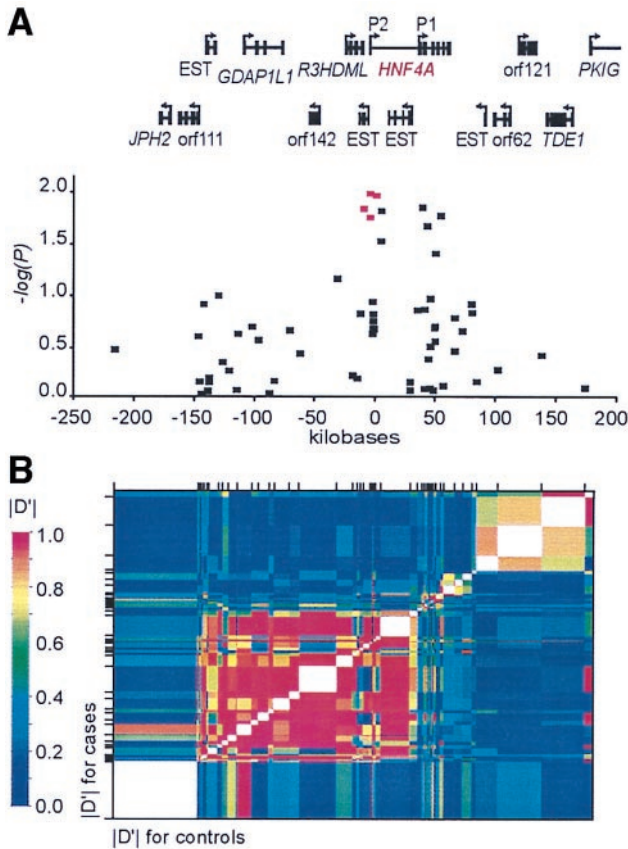 A
P2 P1
EST GDAP1L1 R3HDML HNF4A orf121 PKIG
JPH2 orf111 orf142 EST EST EST orf62 TDE1
2.0
1.5
1.0
0.5
0.0
-log(P)
-250 -200 -150 -100 -50 0 50 100 150 200
kilobases
B
|D'|
1.0
0.8
0.6
0.4
0.2
0.0
|D'| for cases
|D'| for controls